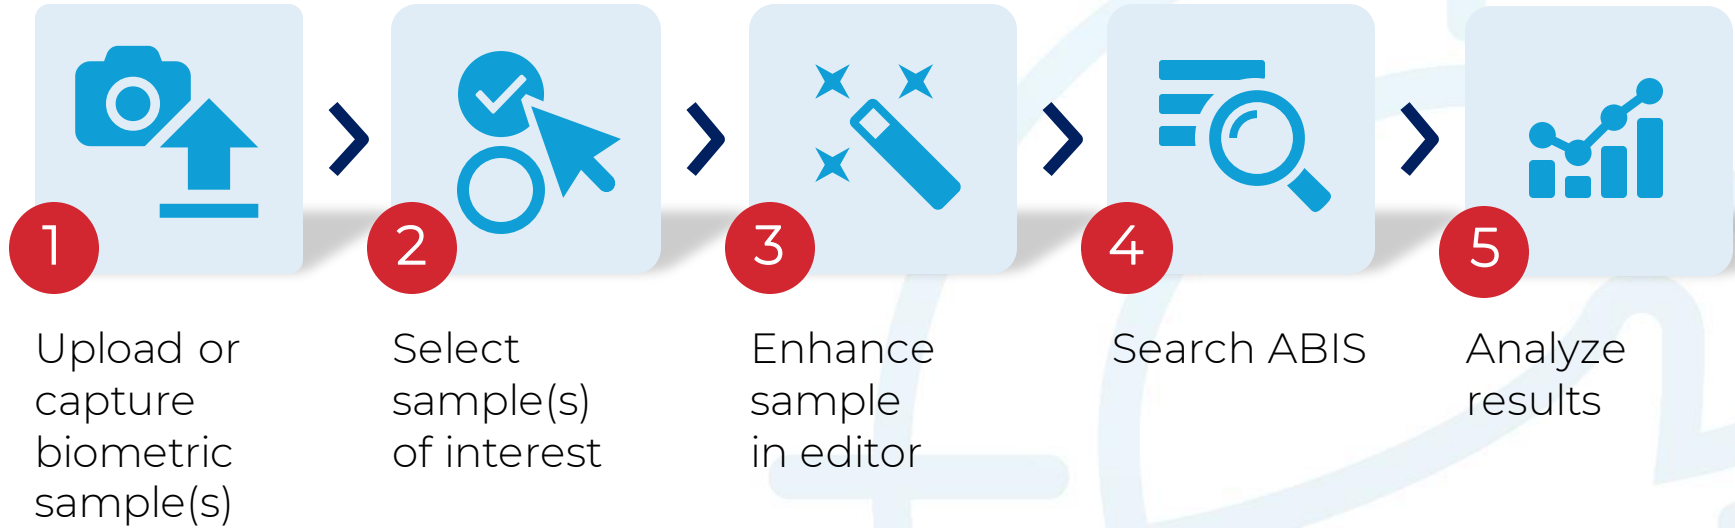 1
Upload or
capture
biometric
sample(s)
2
Select
sample(s)
of interest
3
Enhance
sample
in editor
4
Search ABIS
5
Analyze
results